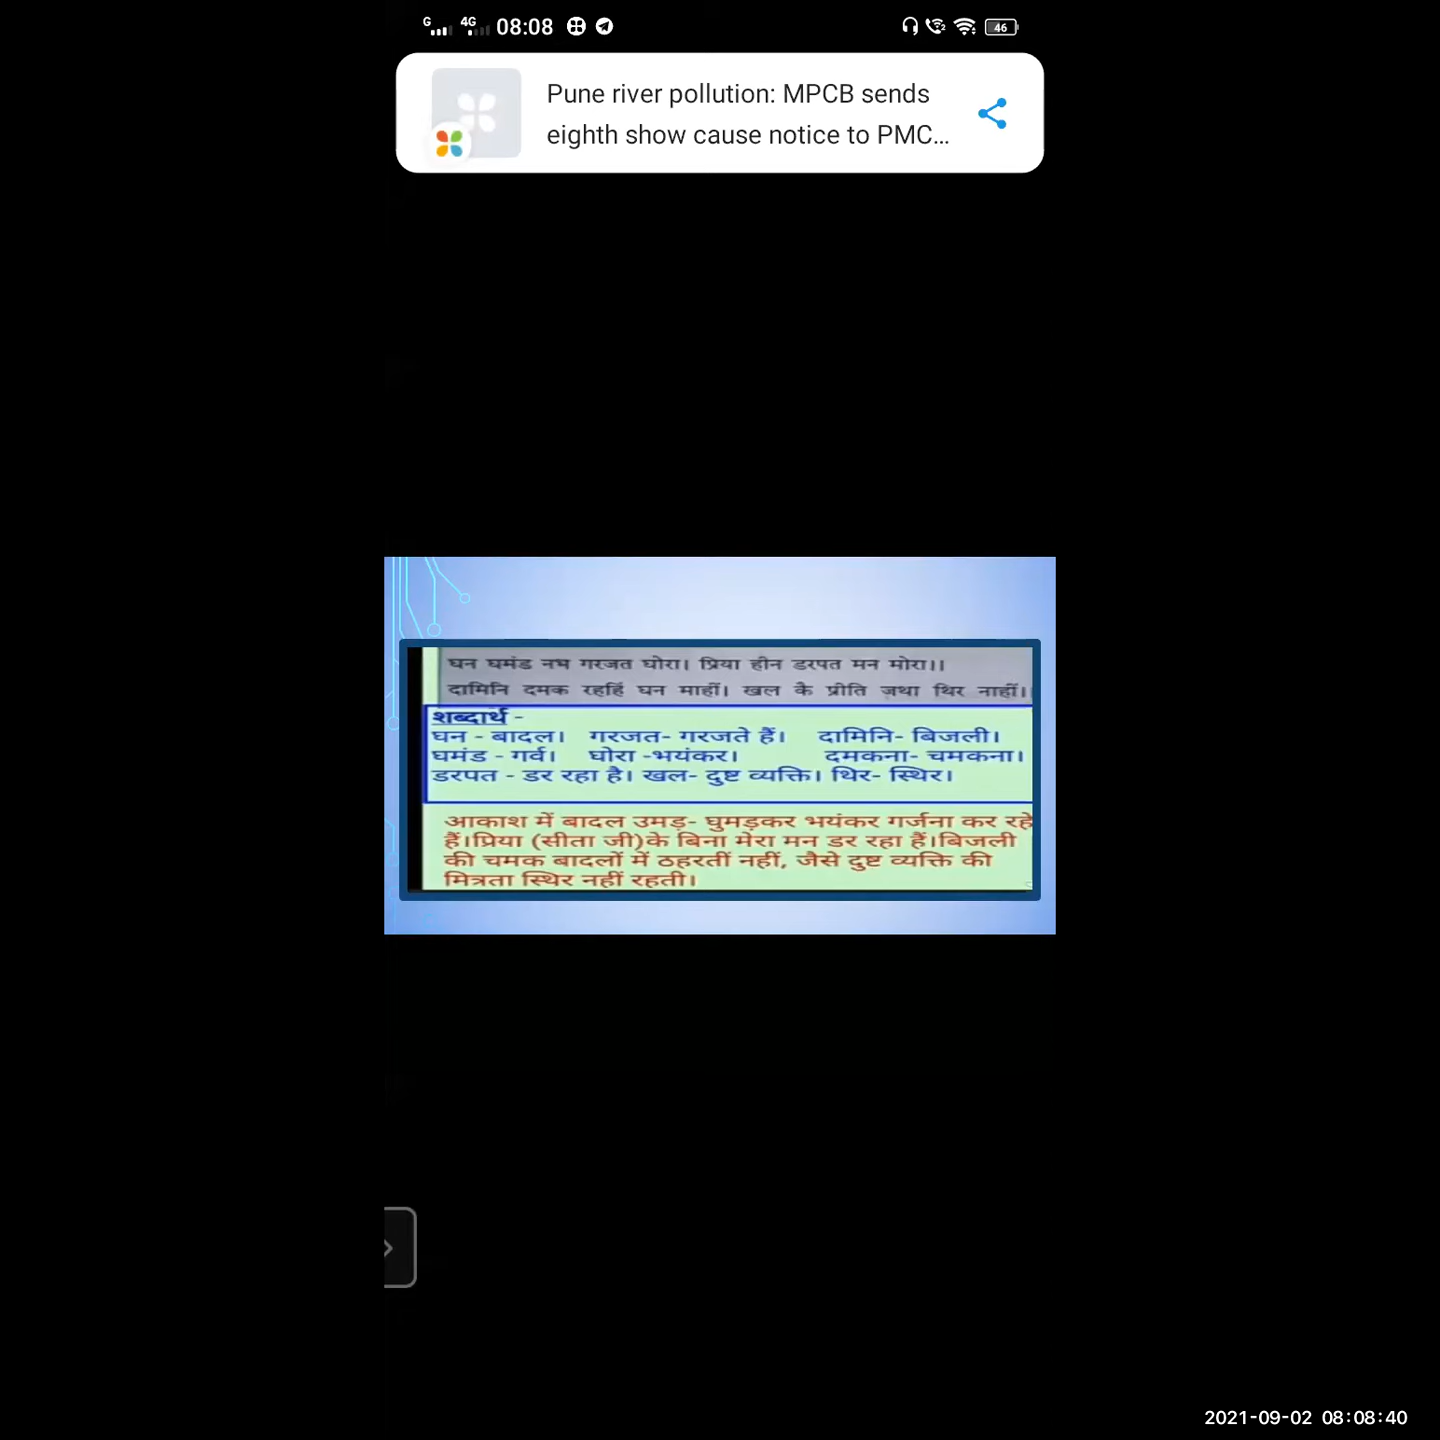 G 4G 08:08 2 46
Pune river pollution: MPCB sends
eighth show cause notice to PMC...
घन घमंड नभ गरजत घोरा। प्रिया हीन डरपत मन मोरा।।
दामिनि दमक रहहिं घन माहीं। खल कै प्रीति जथा थिर नाहीं।।
शब्दार्थ -
घन - बादल। गरजत- गरजते हैं। दामिनि- बिजली।
घमंड - गर्व। घोरा -भयंकर। दमकना- चमकना।
डरपत - डर रहा है। खल- दुष्ट व्यक्ति। थिर- स्थिर।
आकाश में बादल उमड़- घुमड़कर भयंकर गर्जना कर रहे
हैं।प्रिया (सीता जी)के बिना मेरा मन डर रहा हैं।बिजली
की चमक बादलों में ठहरतीं नहीं, जैसे दुष्ट व्यक्ति की
मित्रता स्थिर नहीं रहती।
2021-09-02 08:08:40